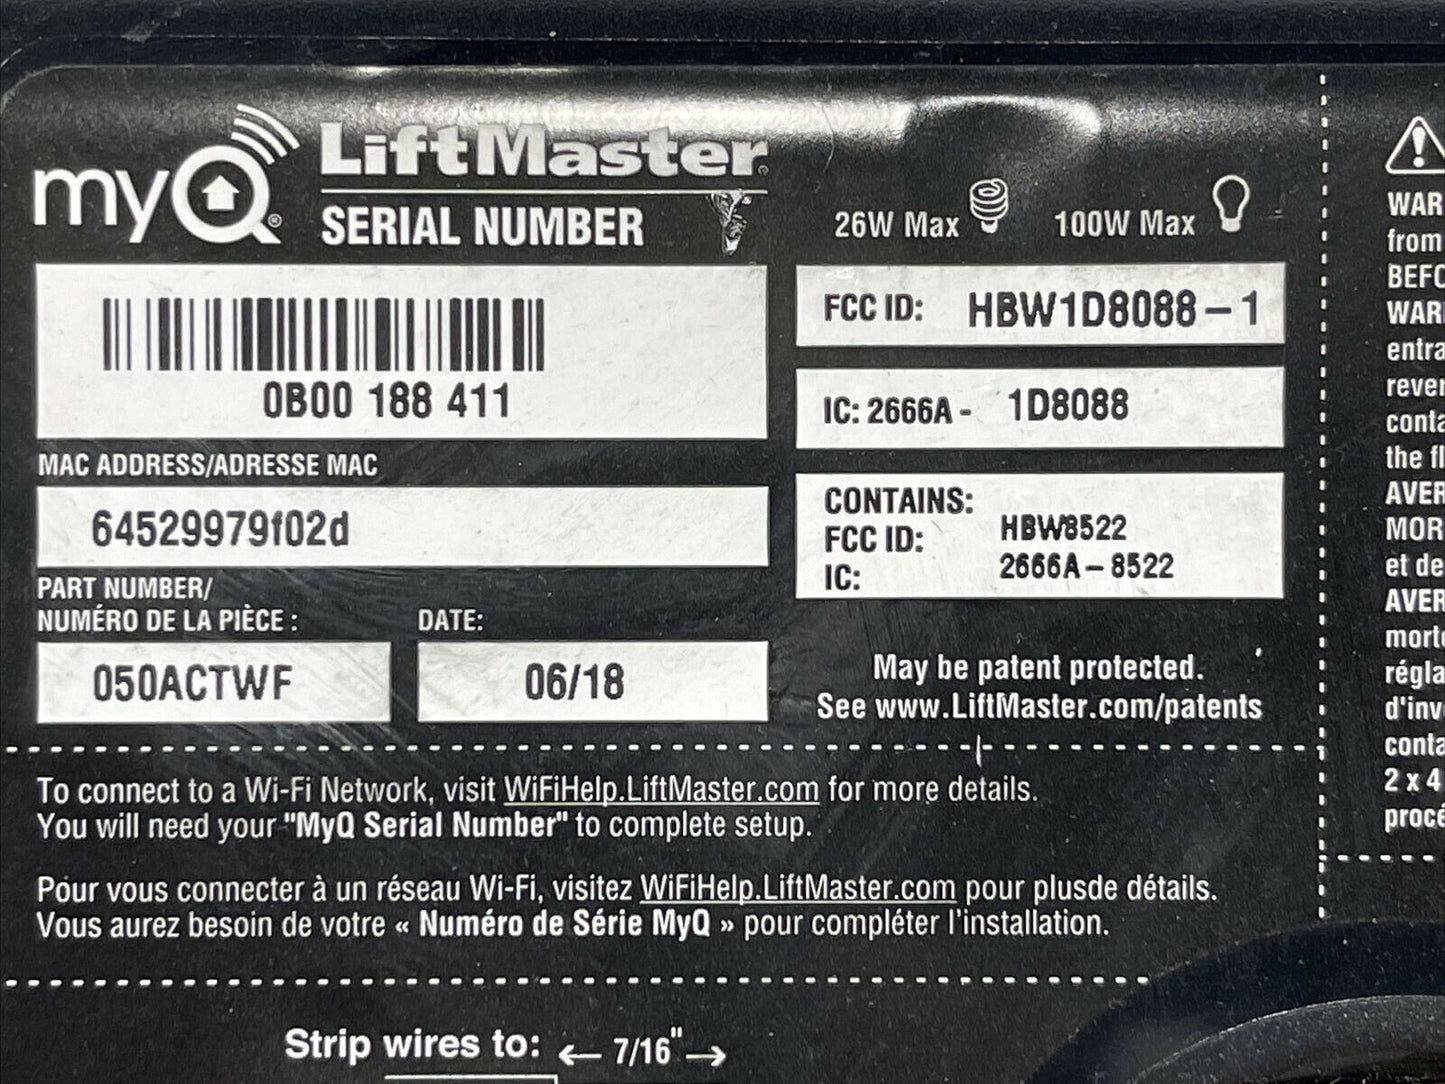 myQ®
LiftMaster®
SERIAL NUMBER
0B00 188 411
MAC ADDRESS/ADRESSE MAC
64529979f02d
PART NUMBER/
NUMÉRO DE LA PIÈCE :
050ACTWF
DATE:
06/18
26W Max
100W Max
FCC ID: HBW1D8088-1
IC: 2666A- 1D8088
CONTAINS:
FCC ID: HBW8522
IC: 2666A-8522
May be patent protected.
See www.LiftMaster.com/patents
To connect to a Wi-Fi Network, visit WiFiHelp.LiftMaster.com for more details.
You will need your "MyQ Serial Number" to complete setup.
Pour vous connecter à un réseau Wi-Fi, visitez WiFiHelp.LiftMaster.com pour plusde détails.
Vous aurez besoin de votre « Numéro de Série MyQ » pour compléter l'installation.
Strip wires to: ← 7/16" →
from
et de
2 x 4